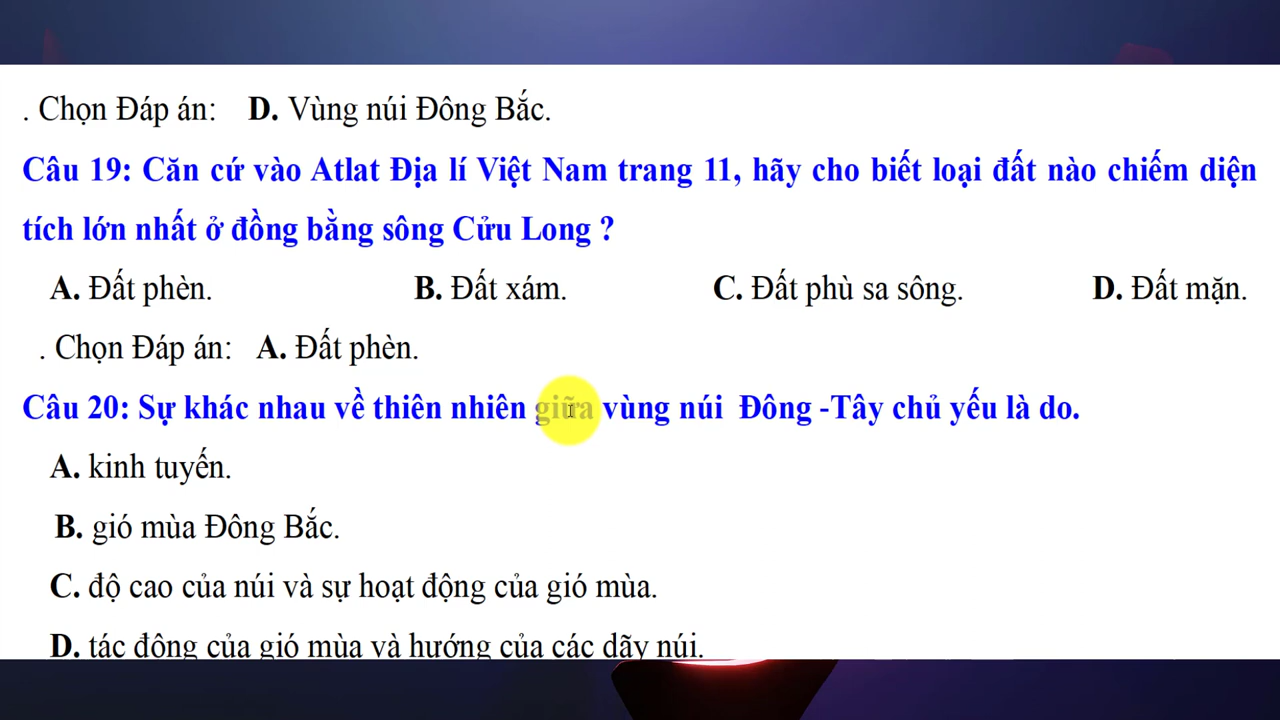 . Chọn Đáp án: D. Vùng núi Đông Bắc.
Câu 19: Căn cứ vào Atlat Địa lí Việt Nam trang 11, hãy cho biết loại đất nào chiếm diện
tích lớn nhất ở đồng bằng sông Cửu Long ?
A. Đất phèn. B. Đất xám. C. Đất phù sa sông. D. Đất mặn.
. Chọn Đáp án: A. Đất phèn.
Câu 20: Sự khác nhau về thiên nhiên giữa vùng núi Đông -Tây chủ yếu là do.
A. kinh tuyến.
B. gió mùa Đông Bắc.
C. độ cao của núi và sự hoạt động của gió mùa.
D. tác động của gió mùa và hướng của các dãy núi.